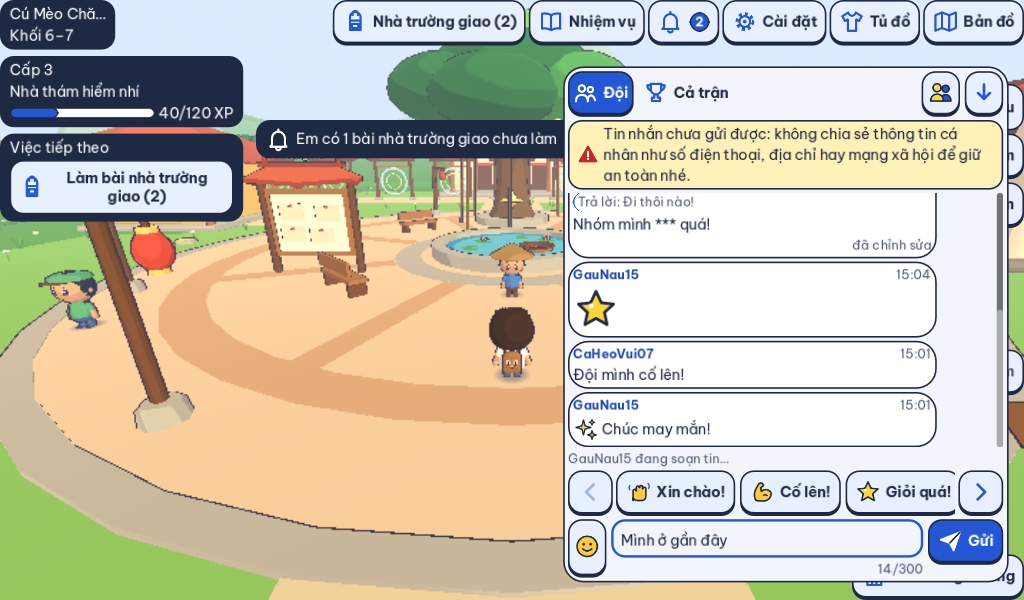 Cú Mèo Chă...
Khối 6–7
Nhà trường giao (2)
Nhiệm vụ
2
Cài đặt
Tủ đồ
Bản đồ
Cấp 3
Nhà thám hiểm nhí
40/120 XP
Việc tiếp theo
Làm bài nhà trường
giao (2)
Em có 1 bài nhà trường giao chưa làm
Đội
Cả trận
Tin nhắn chưa gửi được: không chia sẻ thông tin cá
nhân như số điện thoại, địa chỉ hay mạng xã hội để giữ
an toàn nhé.
Trả lời: Đi thôi nào!
Nhóm mình *** quá!
đã chỉnh sửa
GauNau15 15:04
CaHeoVui07 15:01
Đội mình cố lên!
GauNau15 15:01
Chúc may mắn!
GauNau15 đang soạn tin...
Xin chào!
Cố lên!
Giỏi quá!
Mình ở gần đây
Gửi
14/300